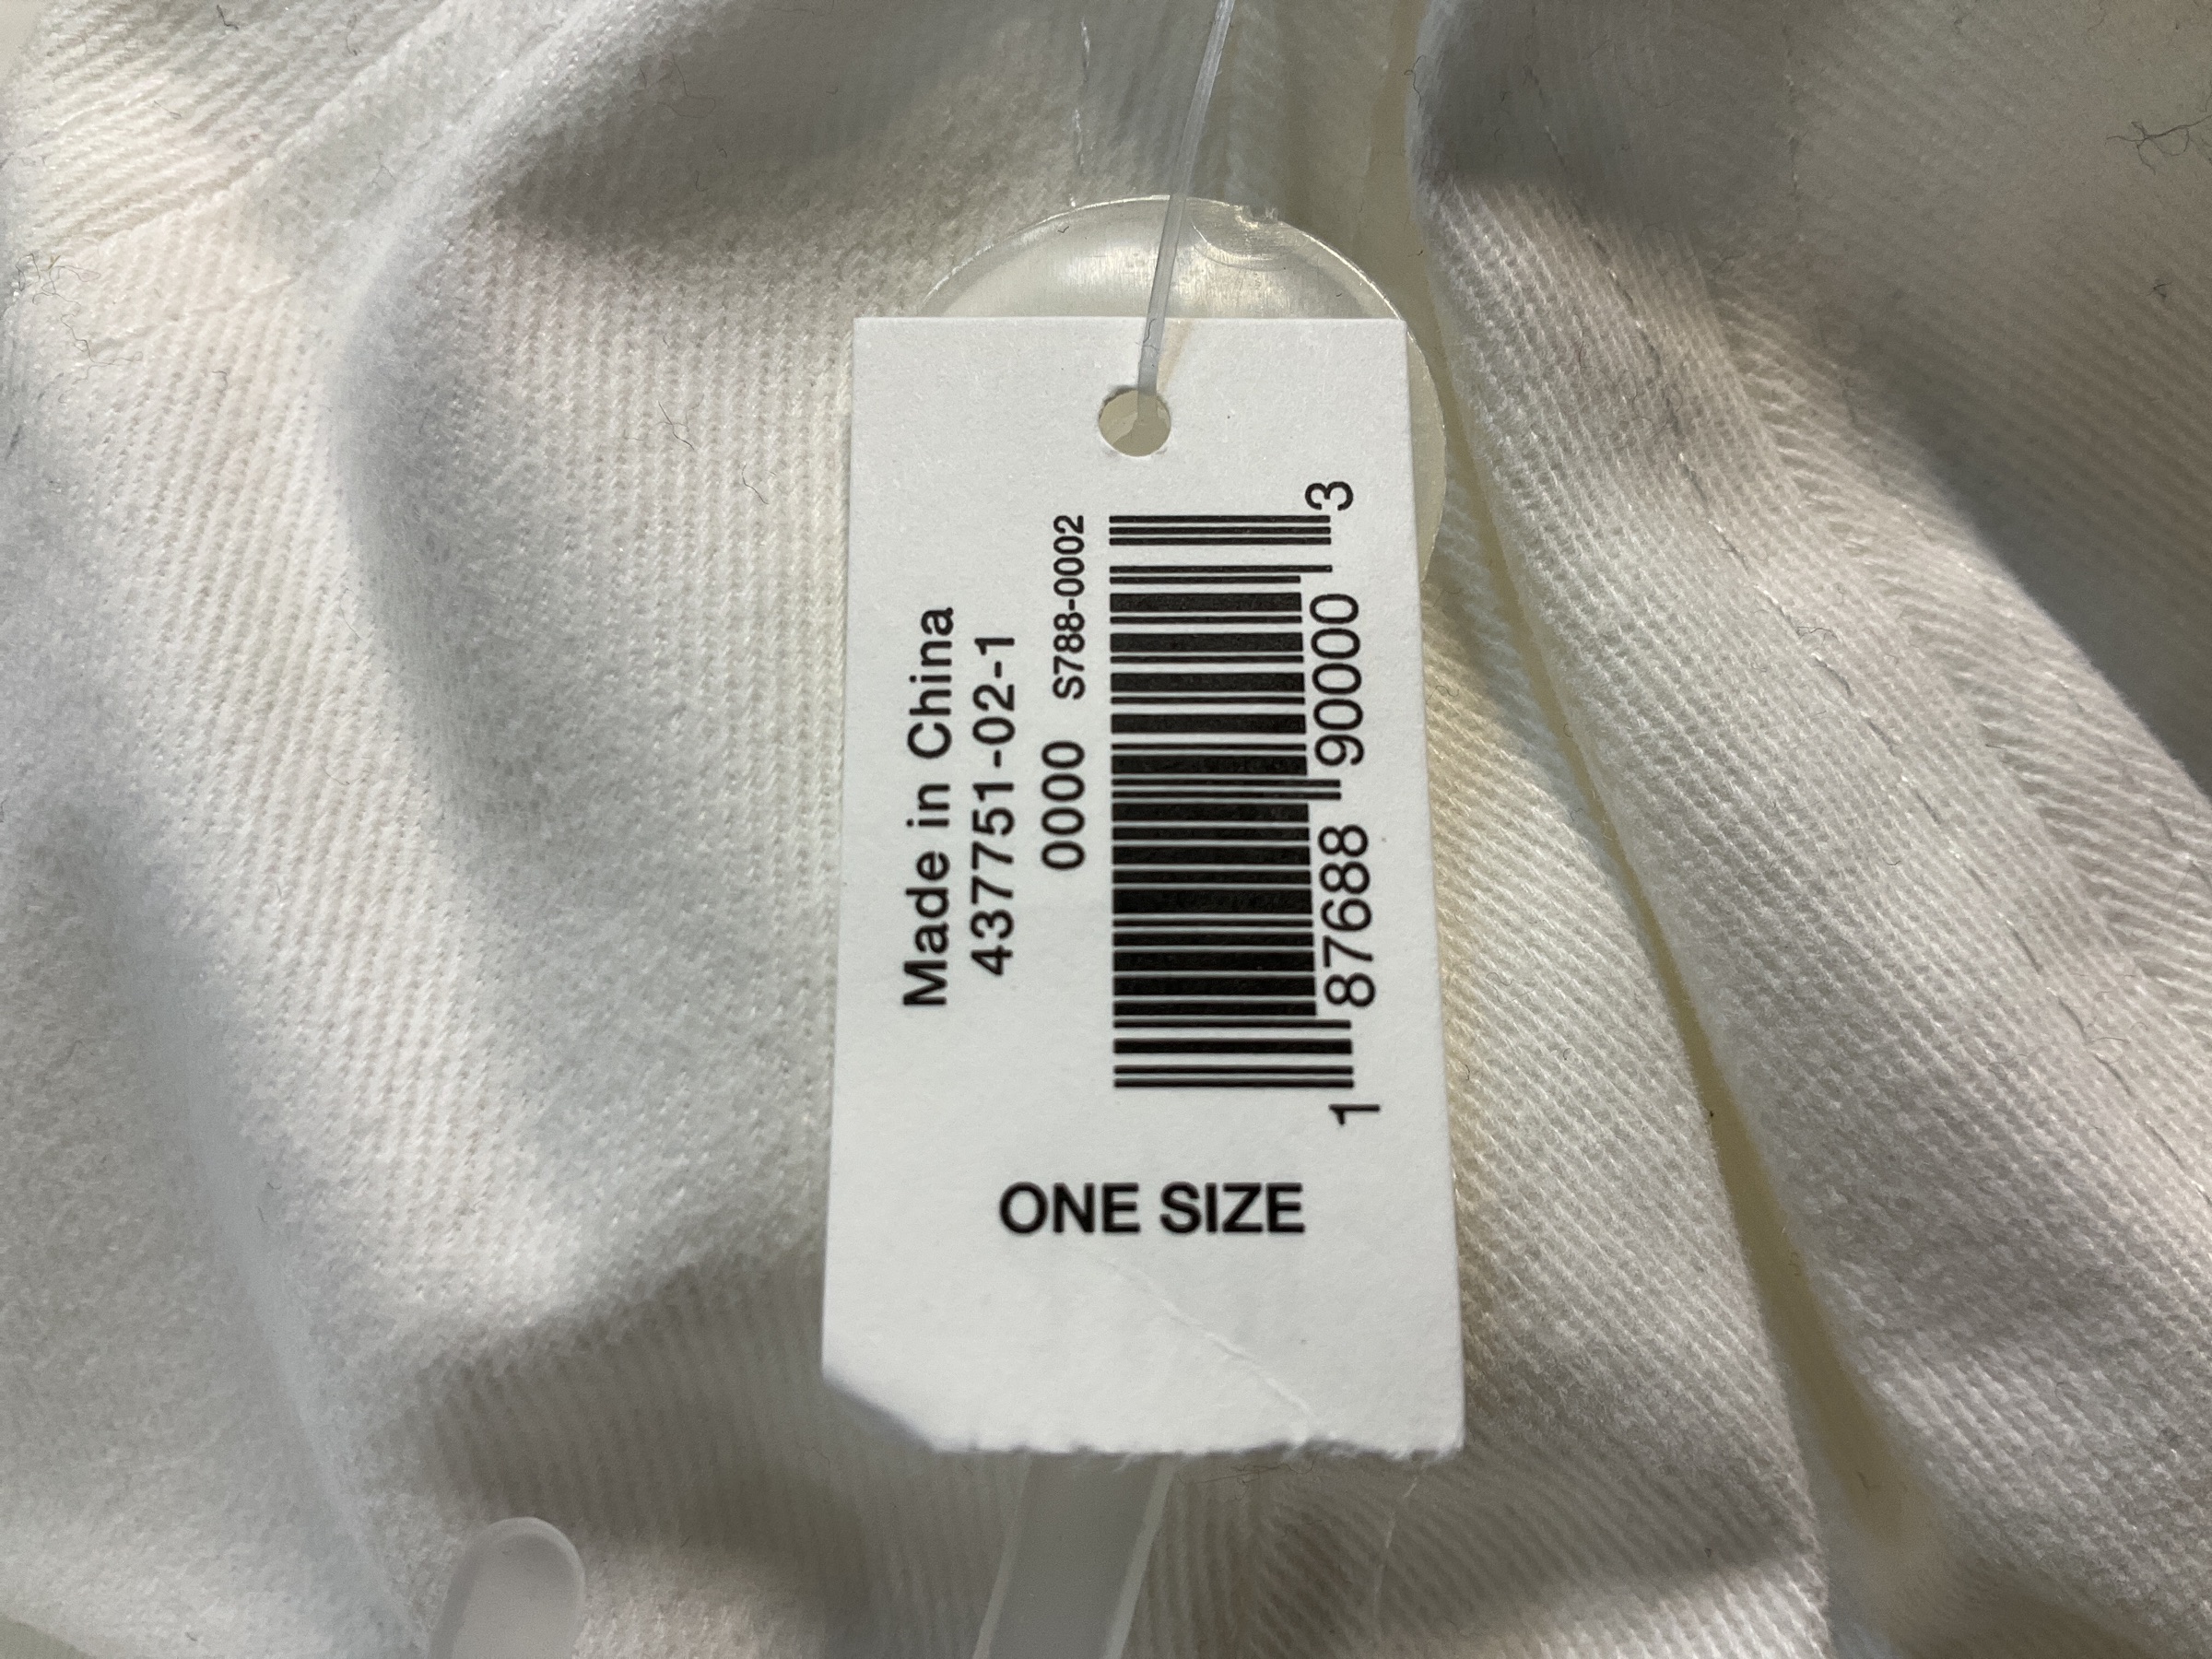 Made in China
437751-02-1
0000 S788-0002
1 87688 90000 3
ONE SIZE